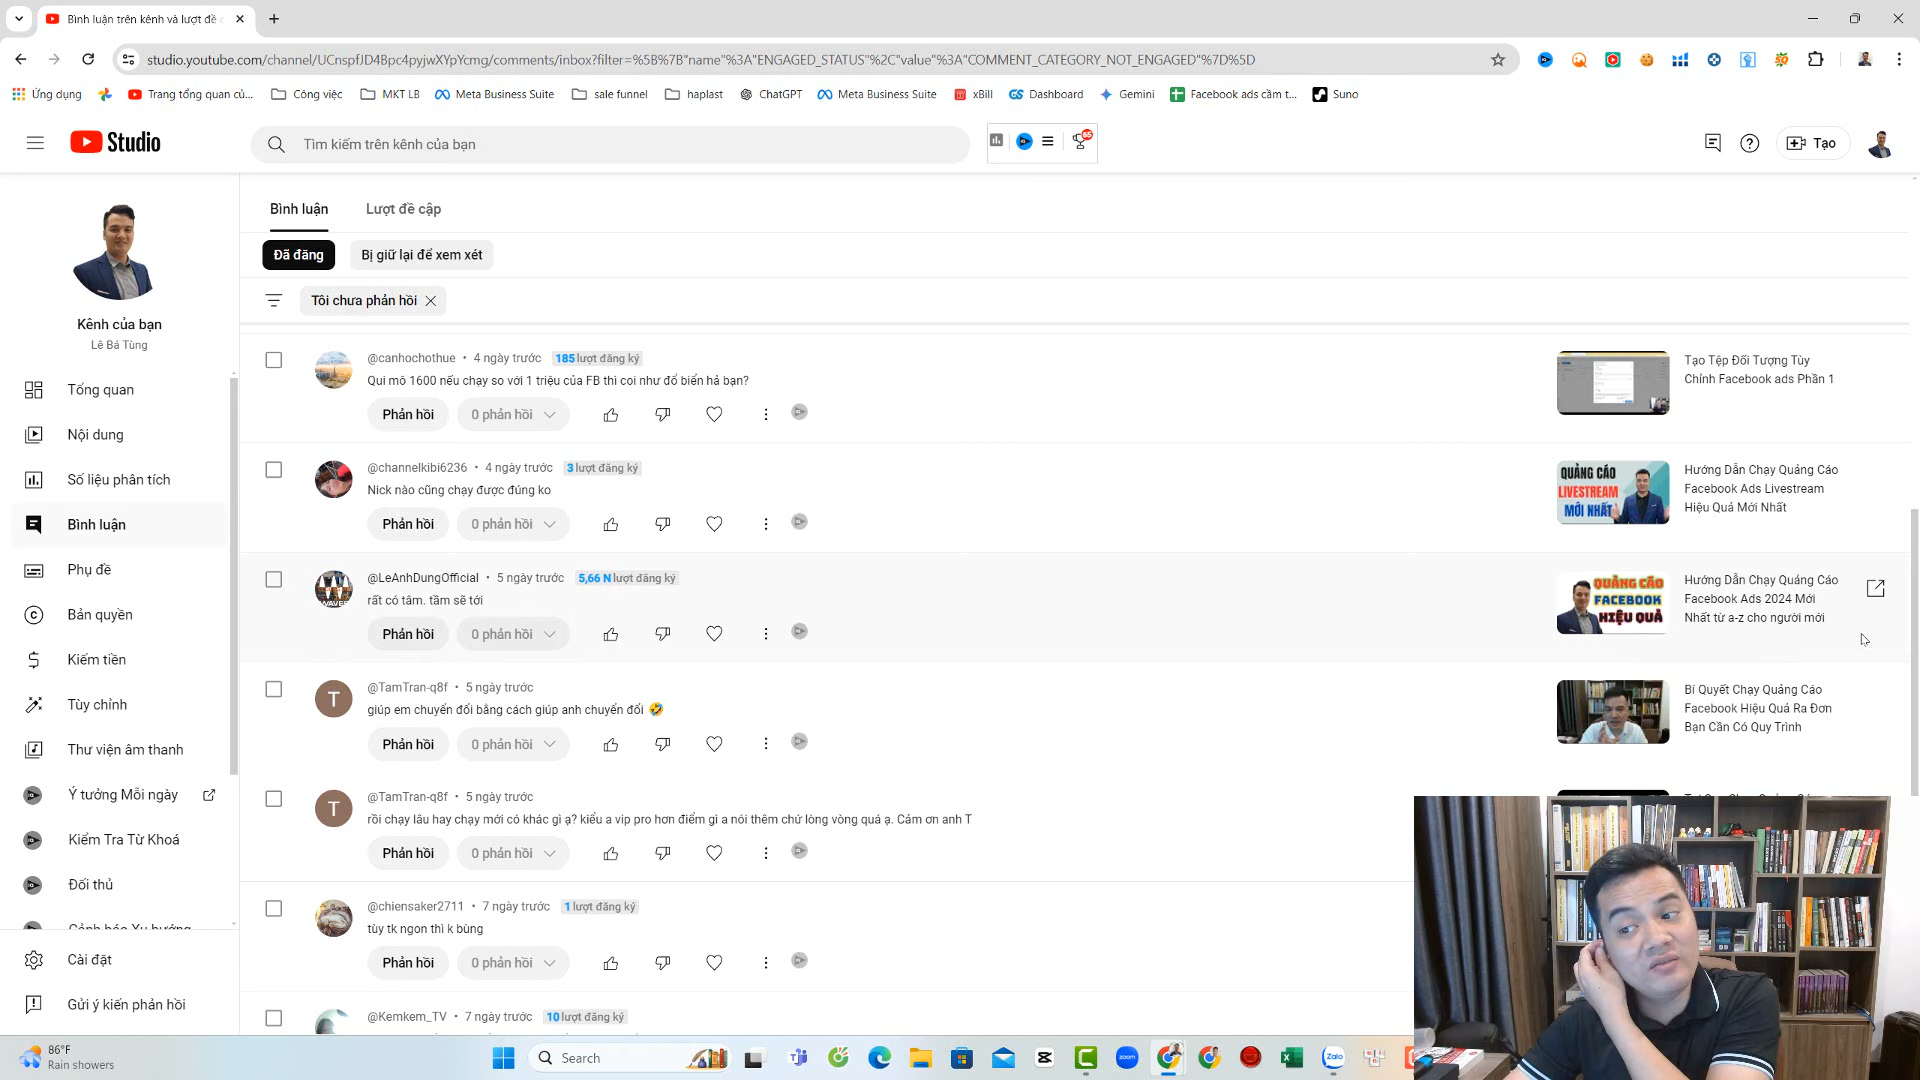 Bình luận trên kênh và lượt đề c
studio.youtube.com/channel/UCnspfJD4Bpc4pyjwXYpYcmg/comments/inbox?filter=%5B%7B"name"%3A"ENGAGED_STATUS"%2C"value"%3A"COMMENT_CATEGORY_NOT_ENGAGED"%7D%5D
Ứng dụng
Trang tổng quan củ...
Công việc
MKT LB
Meta Business Suite
sale funnel
haplast
ChatGPT
Meta Business Suite
xBill
Dashboard
Gemini
Facebook ads cầm t...
Suno
Studio
Tìm kiếm trên kênh của bạn
Tạo
Kênh của bạn
Lê Bá Tùng
Tổng quan
Nội dung
Số liệu phân tích
Bình luận
Phụ đề
Bản quyền
Kiếm tiền
Tùy chỉnh
Thư viện âm thanh
Ý tưởng Mỗi ngày
Kiểm Tra Từ Khoá
Đối thủ
Cảnh báo Xu hướng
Cài đặt
Gửi ý kiến phản hồi
Bình luận
Lượt đề cập
Đã đăng
Bị giữ lại để xem xét
Tôi chưa phản hồi
@canhochothue • 4 ngày trước 185 lượt đăng ký
Qui mô 1600 nếu chạy so với 1 triệu của FB thì coi như đổ biển hả bạn?
Phản hồi
0 phản hồi
Tạo Tệp Đối Tượng Tùy
Chỉnh Facebook ads Phần 1
@channelkibi6236 • 4 ngày trước 3 lượt đăng ký
Nick nào cũng chạy được đúng ko
Phản hồi
0 phản hồi
QUẢNG CÁO
LIVESTREAM
MỚI NHẤT
Hướng Dẫn Chạy Quảng Cáo
Facebook Ads Livestream
Hiệu Quả Mới Nhất
@LeAnhDungOfficial • 5 ngày trước 5,66 N lượt đăng ký
rất có tâm. tầm sẽ tới
Phản hồi
0 phản hồi
QUẢNG CÁO
FACEBOOK
HIỆU QUẢ
Hướng Dẫn Chạy Quảng Cáo
Facebook Ads 2024 Mới
Nhất từ a-z cho người mới
T
@TamTran-q8f • 5 ngày trước
giúp em chuyển đổi bằng cách giúp anh chuyển đổi 🤣
Phản hồi
0 phản hồi
Bí Quyết Chạy Quảng Cáo
Facebook Hiệu Quả Ra Đơn
Bạn Cần Có Quy Trình
T
@TamTran-q8f • 5 ngày trước
rồi chạy lâu hay chạy mới có khác gì ạ? kiểu a vip pro hơn điểm gì a nói thêm chứ lòng vòng quá ạ. Cảm ơn anh T
Phản hồi
0 phản hồi
@chiensaker2711 • 7 ngày trước 1 lượt đăng ký
tùy tk ngon thì k bùng
Phản hồi
0 phản hồi
@Kemkem_TV • 7 ngày trước 10 lượt đăng ký
86°F
Rain showers
Search
zoom
Zalo